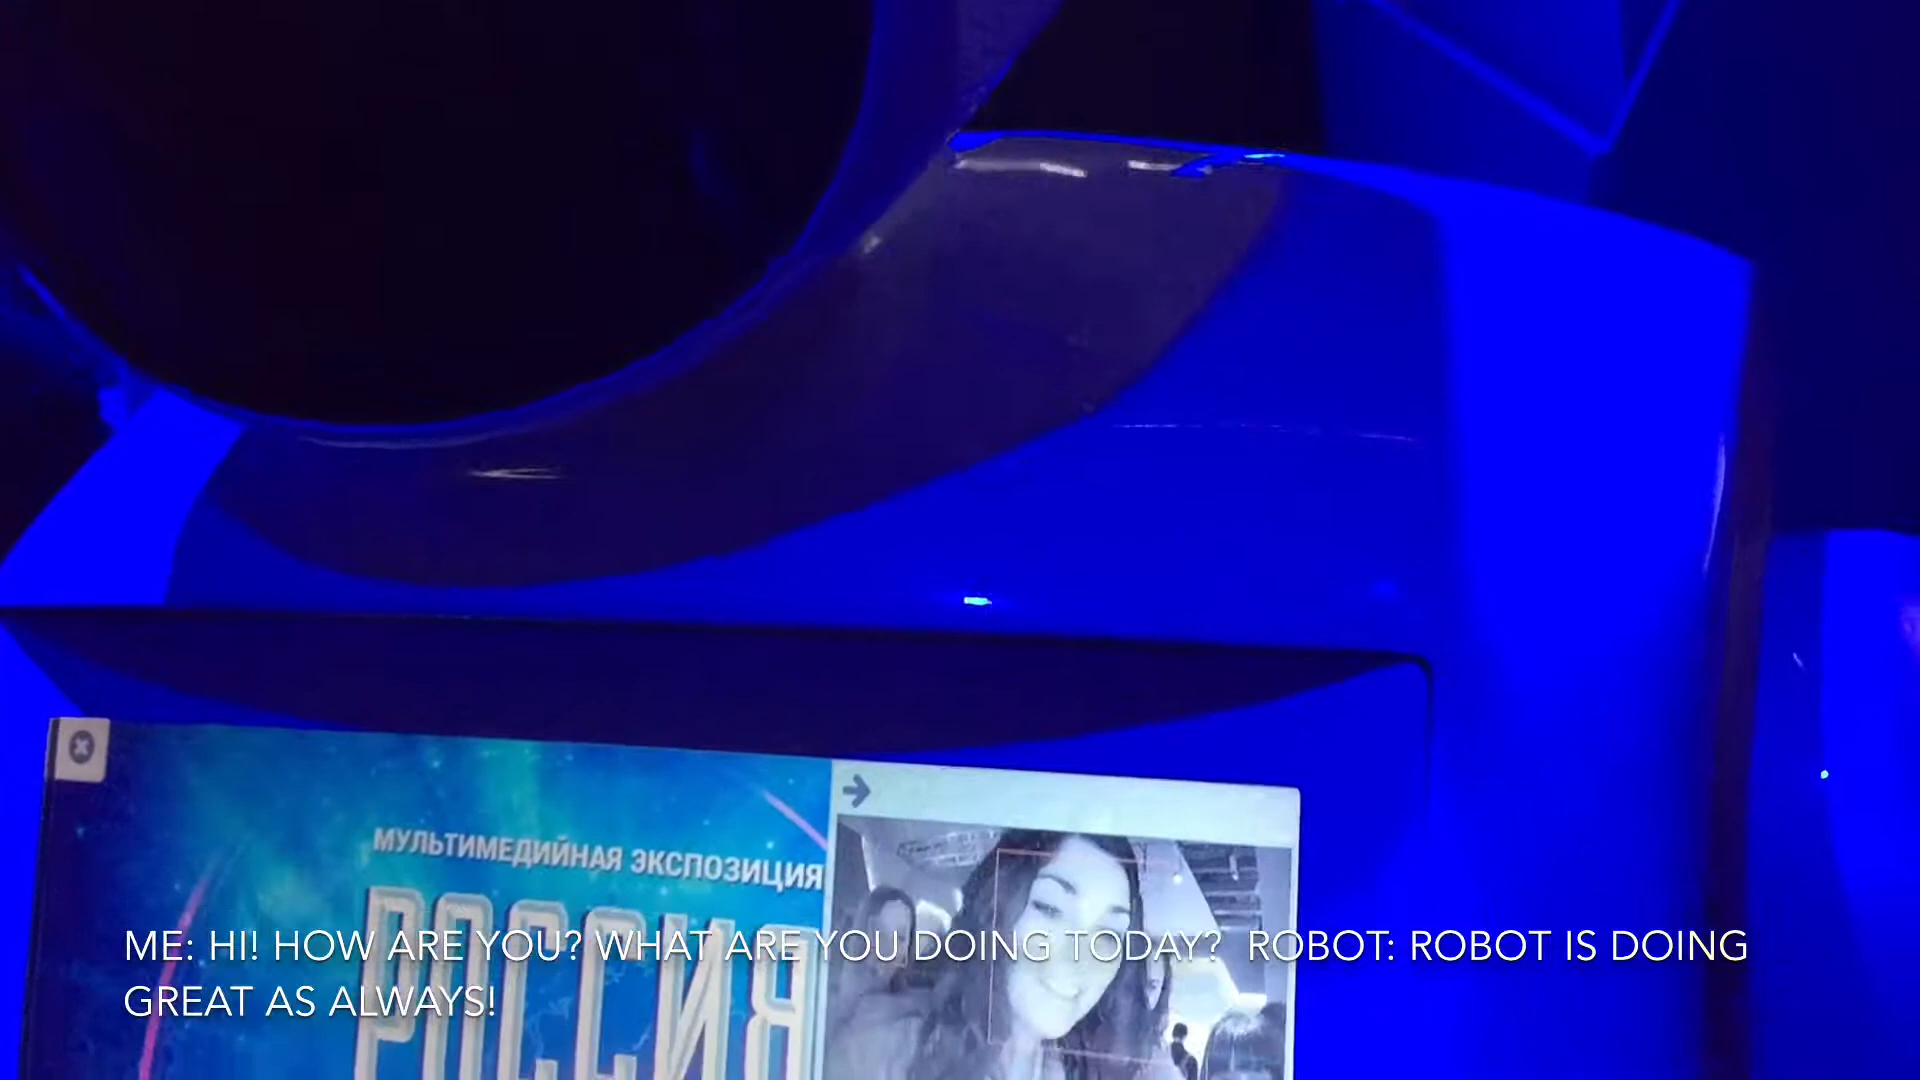 МУЛЬТИМЕДИЙНАЯ ЭКСПОЗИЦИЯ
РОССИЯ
ME: HI! HOW ARE YOU? WHAT ARE YOU DOING TODAY? ROBOT: ROBOT IS DOING
GREAT AS ALWAYS!